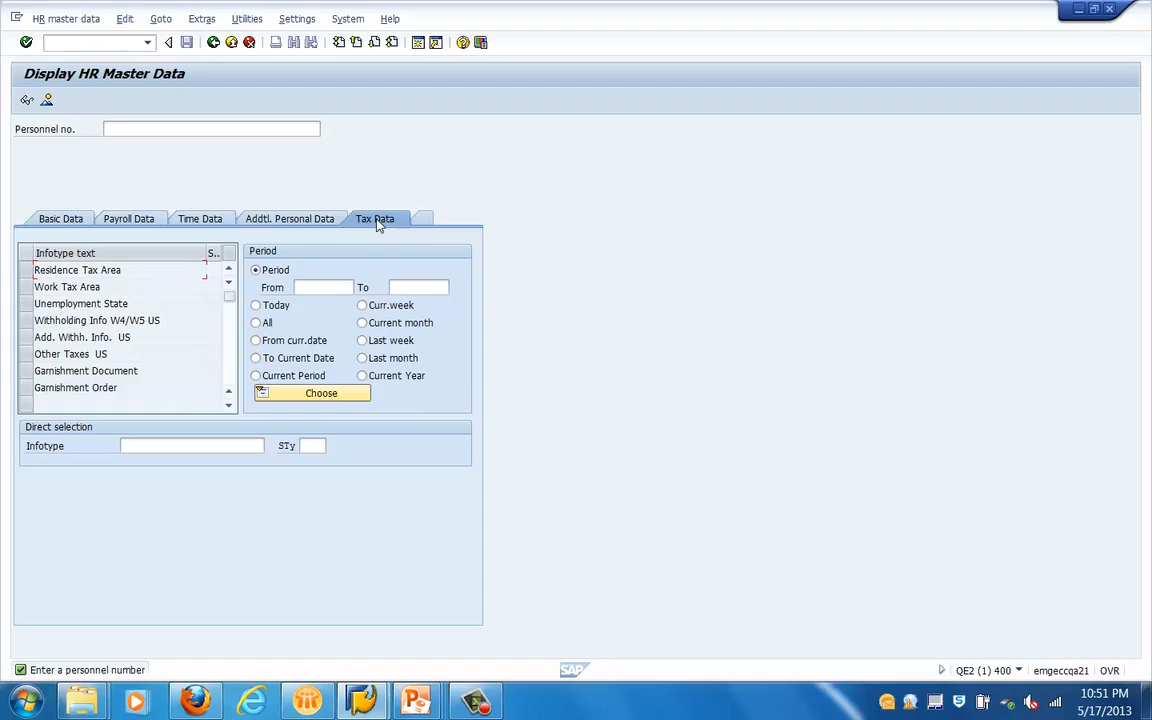 HR master data Edit Goto Extras Utilities Settings System Help
Display HR Master Data
Personnel no.
Basic Data Payroll Data Time Data Addtl. Personal Data Tax Data
Infotype text S..
Residence Tax Area
Work Tax Area
Unemployment State
Withholding Info W4/W5 US
Add. Withh. Info. US
Other Taxes US
Garnishment Document
Garnishment Order
Period
Period
From To
Today Curr.week
All Current month
From curr.date Last week
To Current Date Last month
Current Period Current Year
Choose
Direct selection
Infotype STy
Enter a personnel number SAP QE2 (1) 400 emgeccqa21 OVR
10:51 PM
5/17/2013